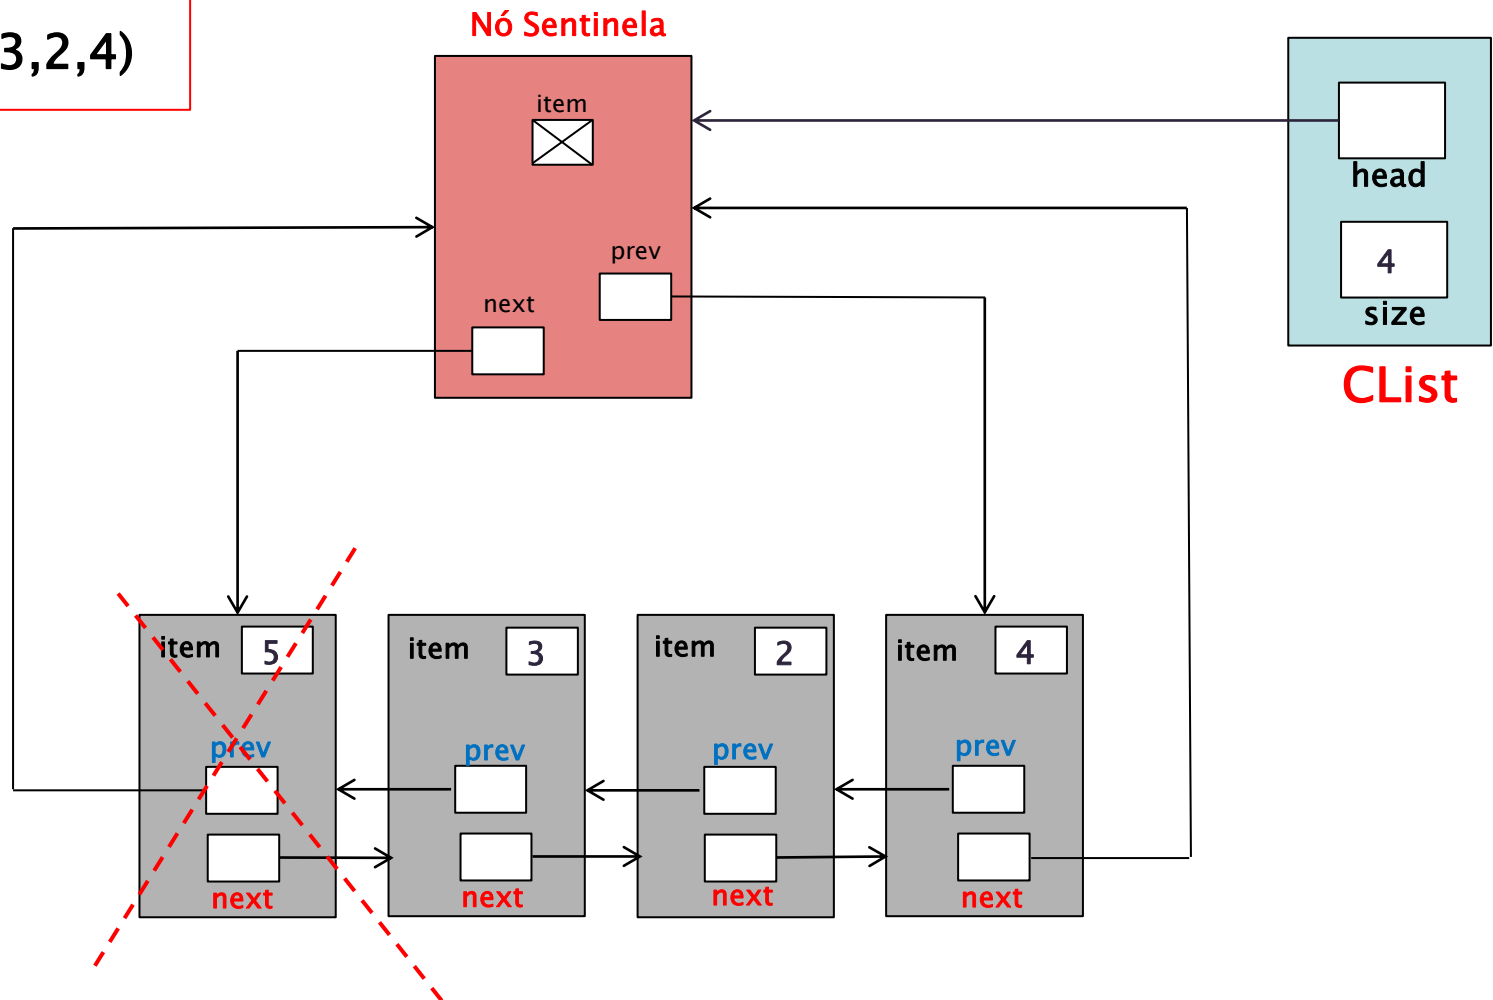 3,2,4)
Nó Sentinela
item
prev
next
head
4
size
CList
item 5
prev
next
item 3
prev
next
item 2
prev
next
item 4
prev
next